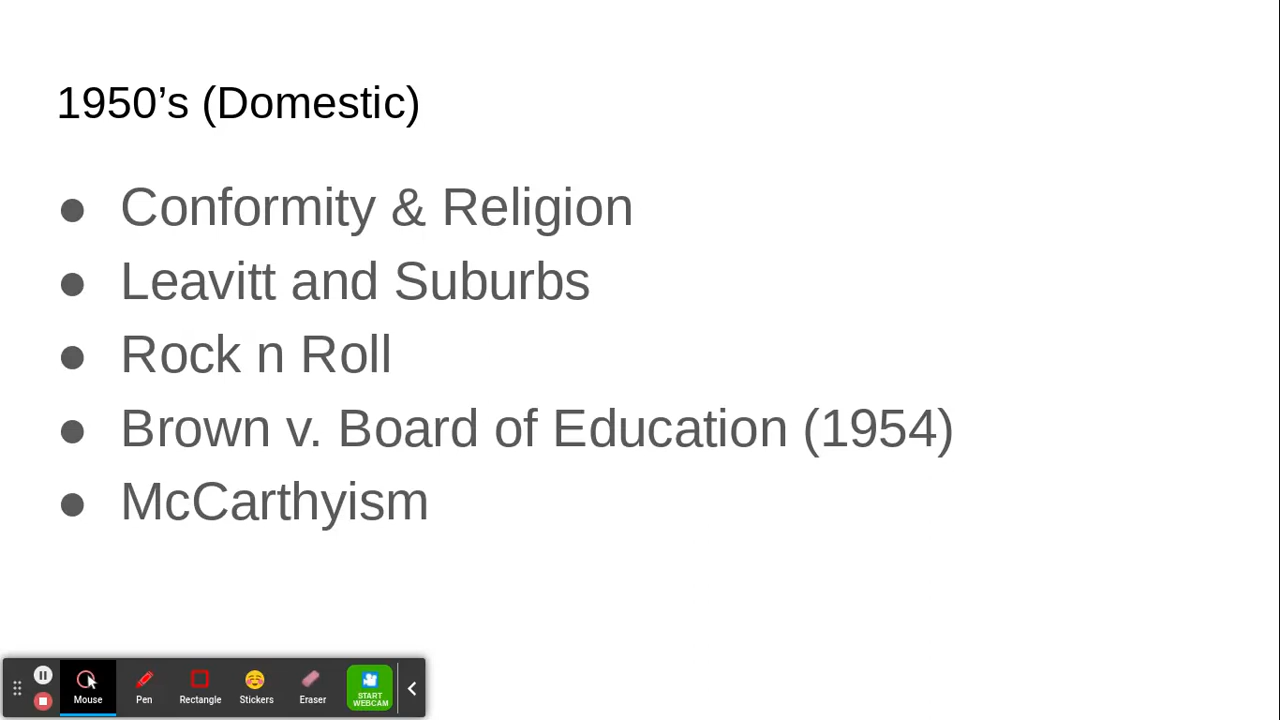 1950’s (Domestic)
● Conformity & Religion
● Leavitt and Suburbs
● Rock n Roll
● Brown v. Board of Education (1954)
● McCarthyism
Mouse Pen Rectangle Stickers Eraser START
WEBCAM